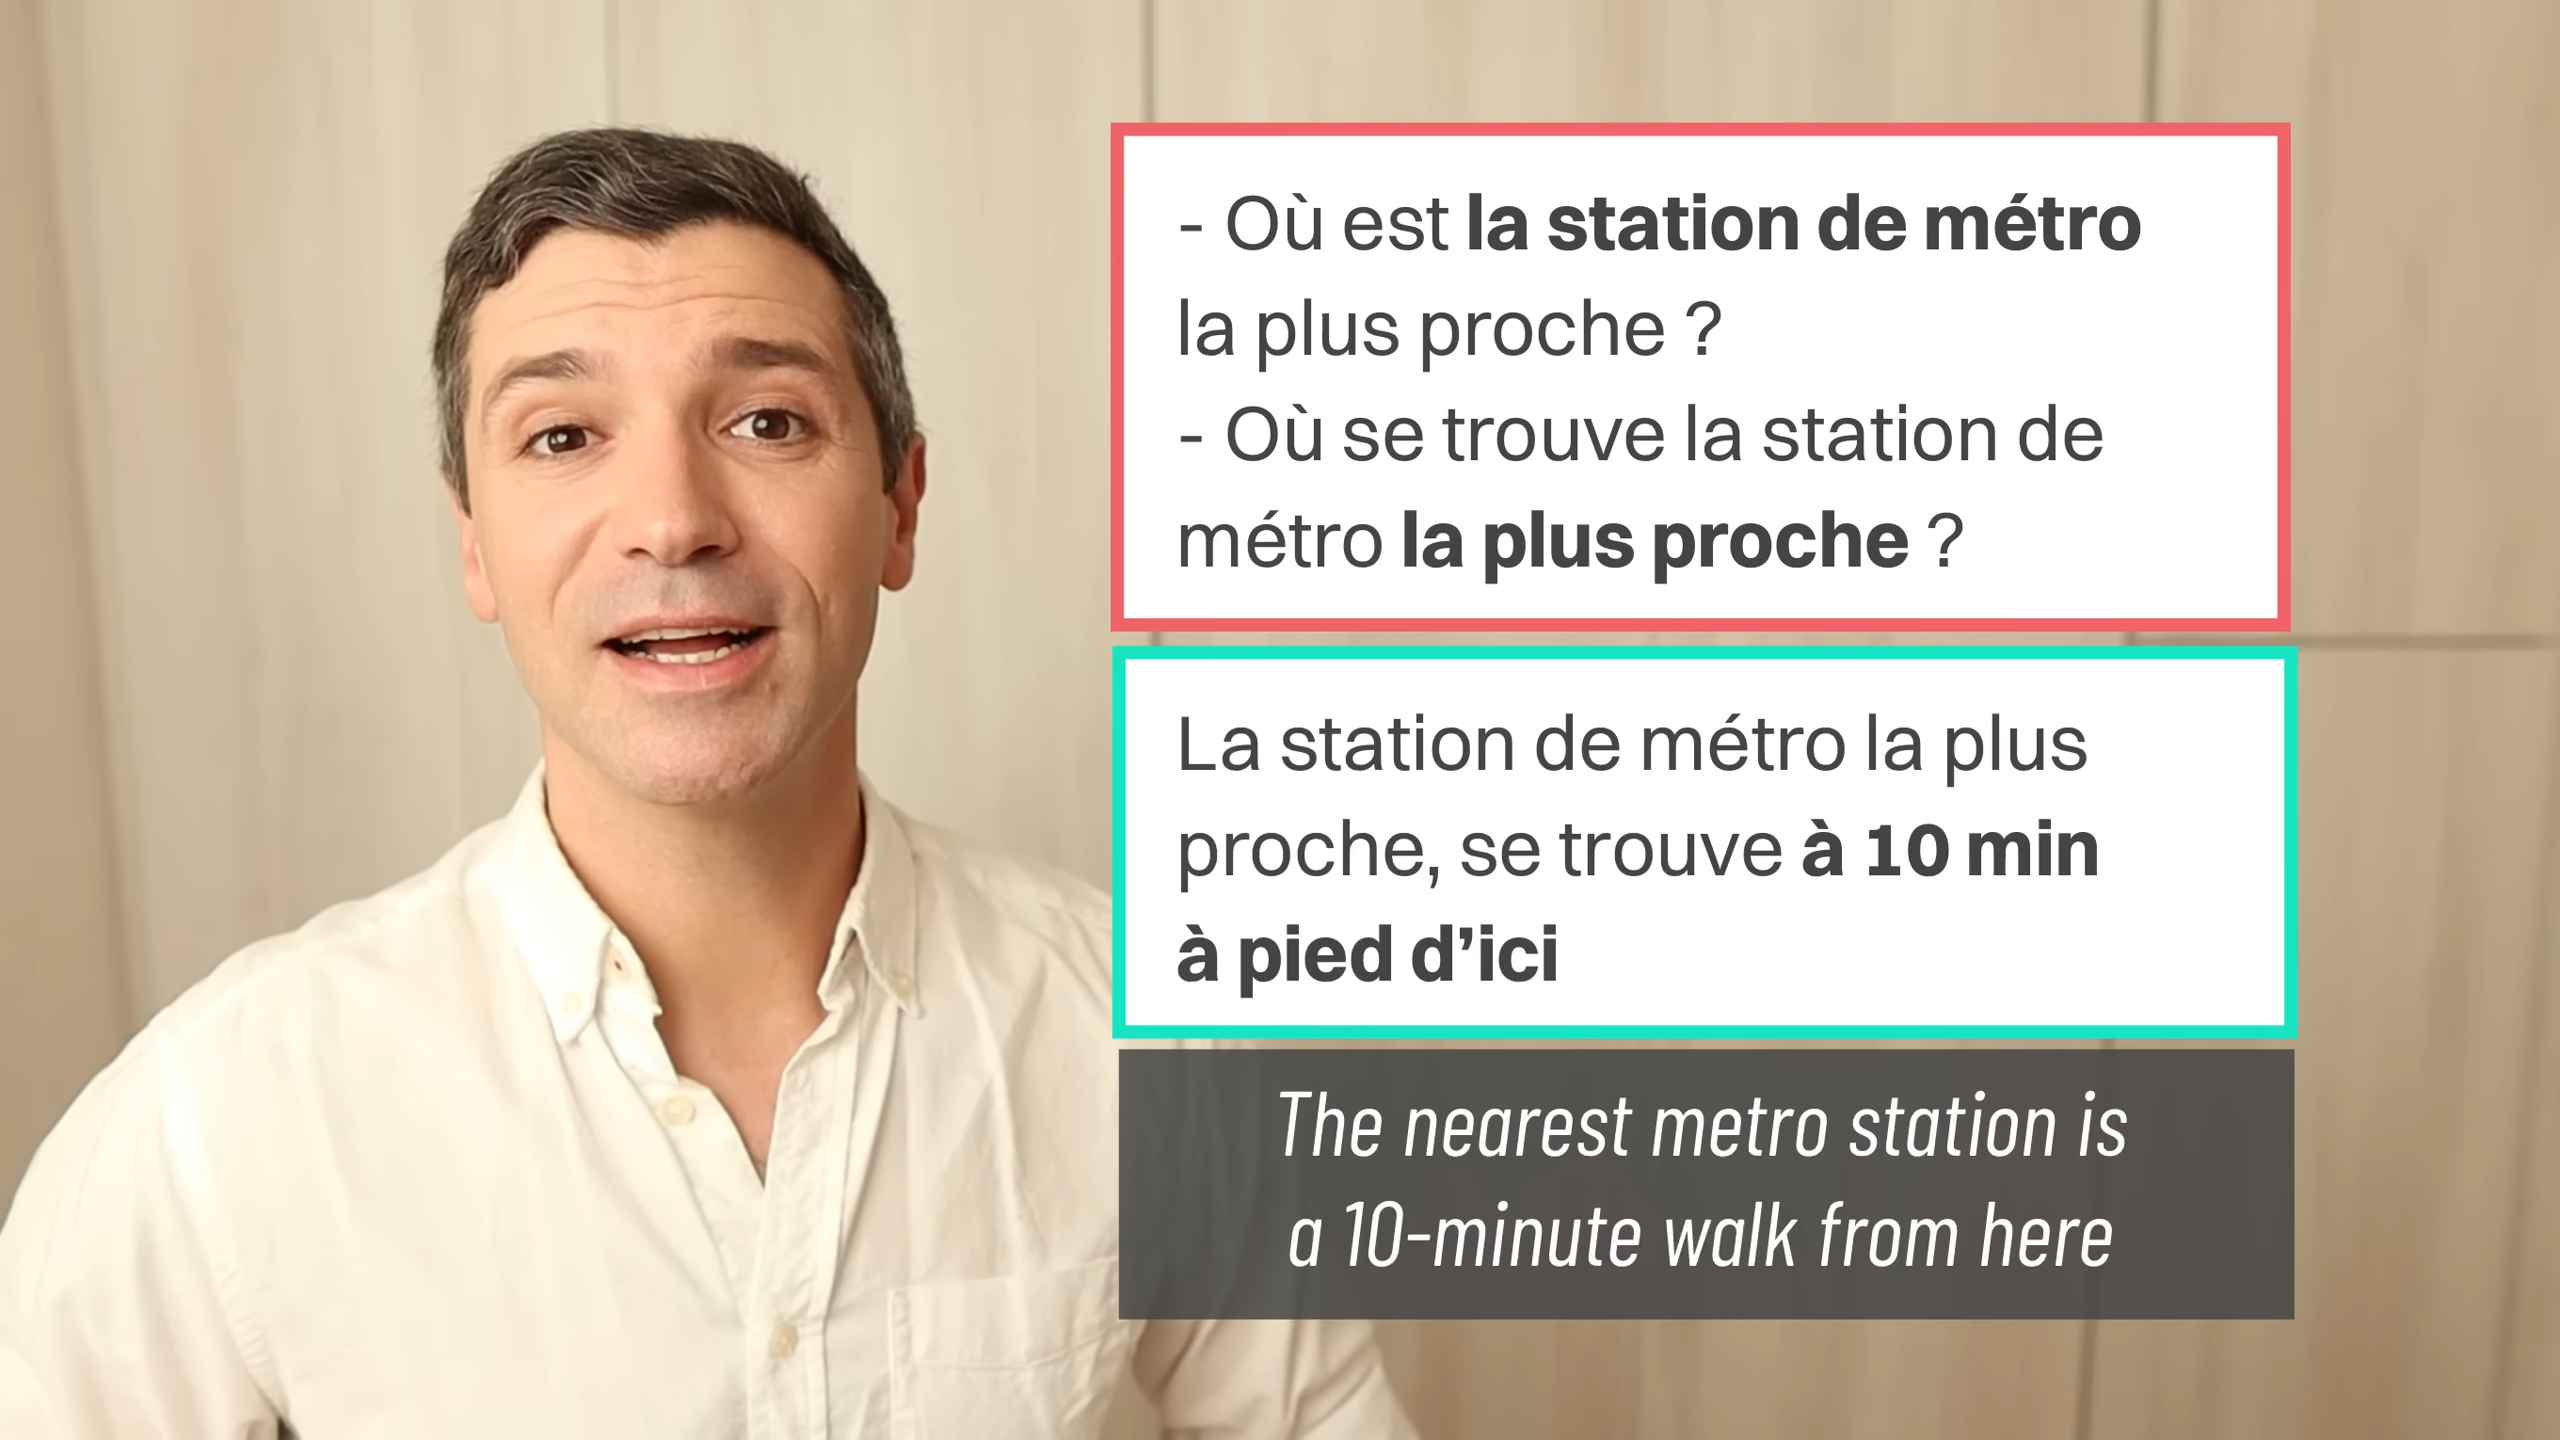 - Où est la station de métro
la plus proche ?
- Où se trouve la station de
métro la plus proche ?
La station de métro la plus
proche, se trouve à 10 min
à pied d’ici
The nearest metro station is
a 10-minute walk from here